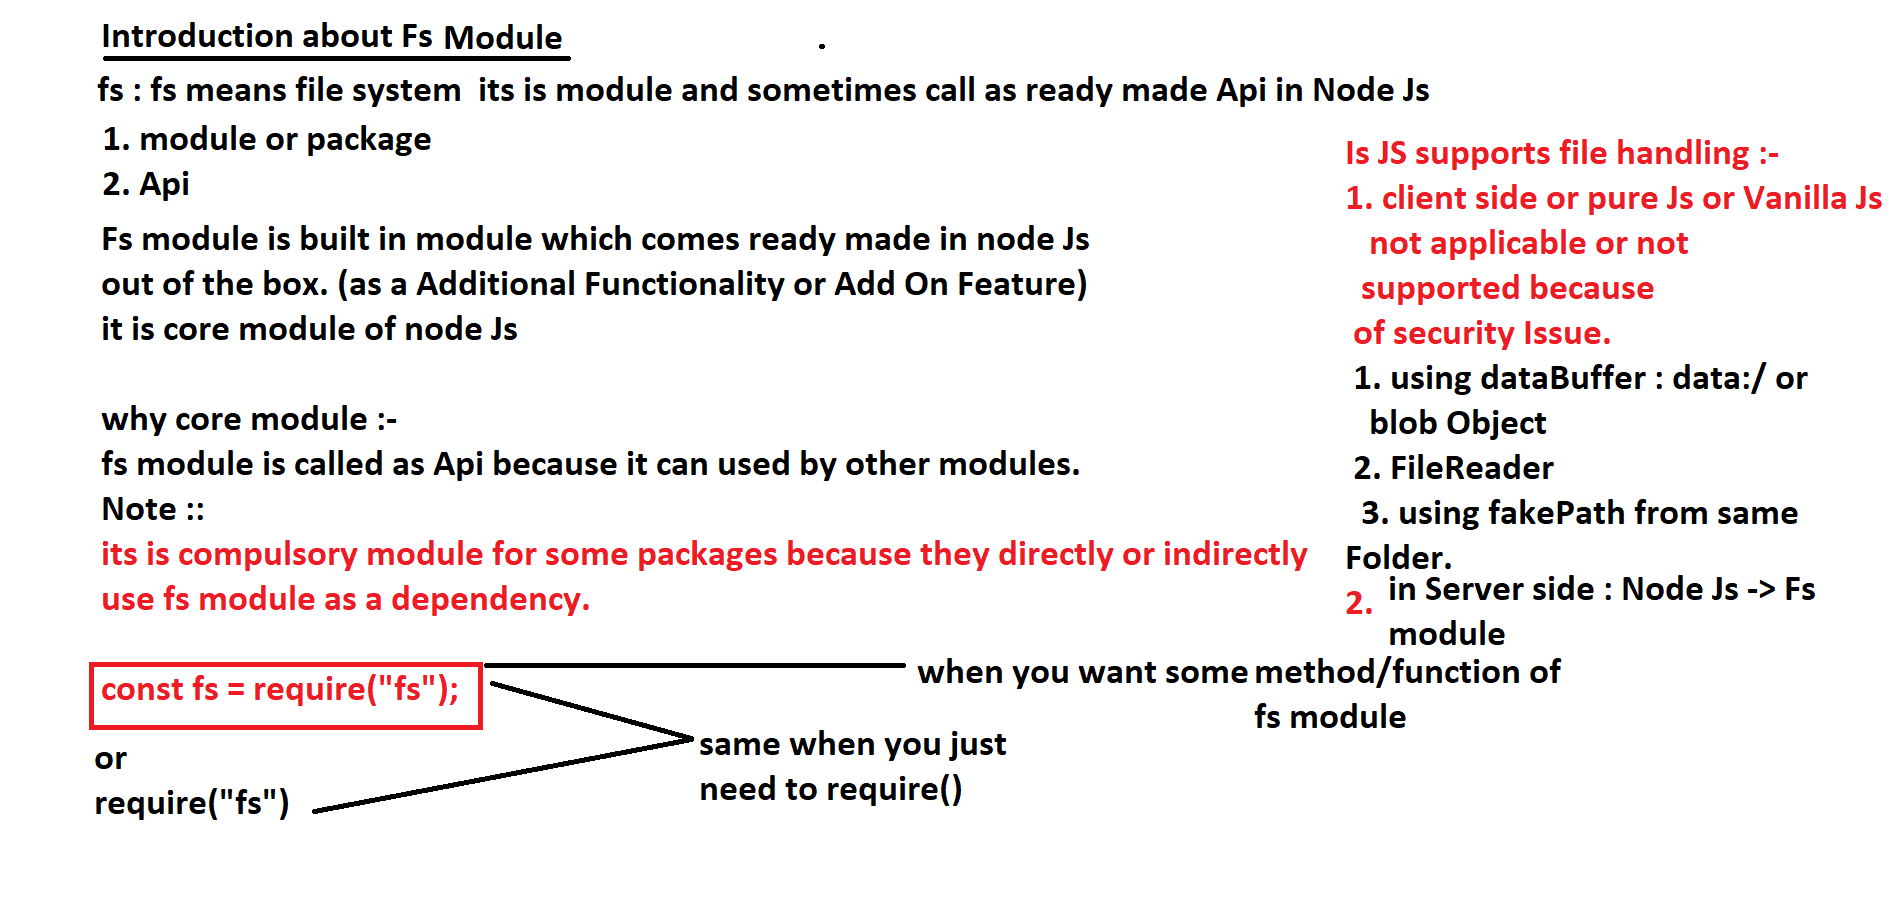 Introduction about Fs Module
fs : fs means file system  its is module and sometimes call as ready made Api in Node Js
1. module or package
2. Api
Fs module is built in module which comes ready made in node Js
out of the box. (as a Additional Functionality or Add On Feature)
it is core module of node Js
why core module :-
fs module is called as Api because it can used by other modules.
Note ::
its is compulsory module for some packages because they directly or indirectly
use fs module as a dependency.
Is JS supports file handling :-
1. client side or pure Js or Vanilla Js
not applicable or not
supported because
of security Issue.
1. using dataBuffer : data:/ or
blob Object
2. FileReader
3. using fakePath from same
Folder.
2. in Server side : Node Js -> Fs
module
const fs = require("fs");
when you want some method/function of
fs module
or
require("fs")
same when you just
need to require()